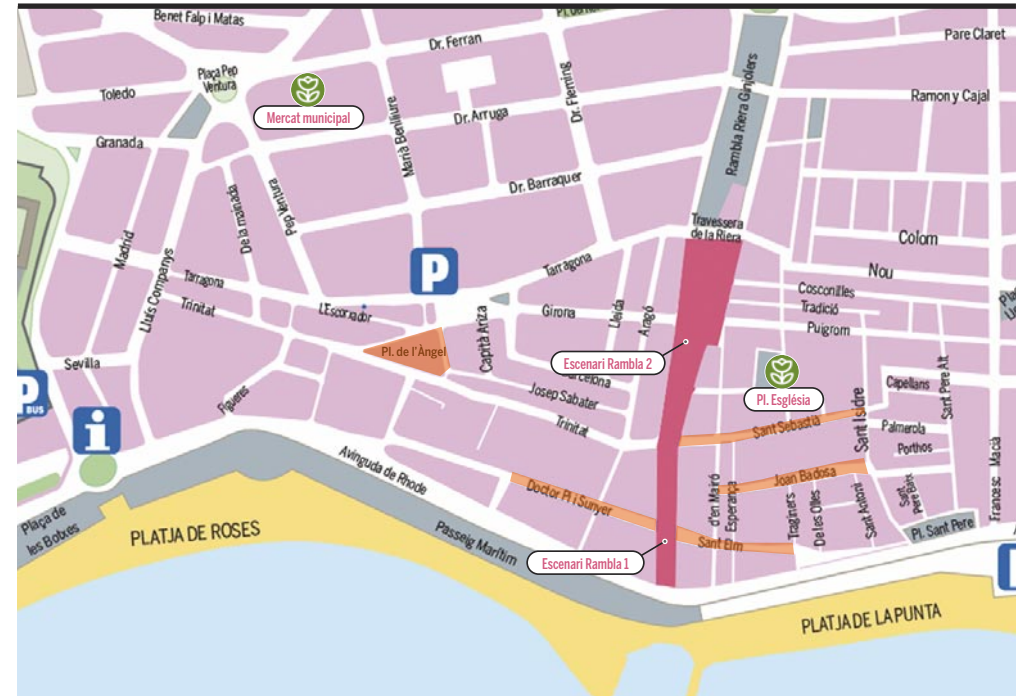 Benet Falp i Matas
Dr. Ferran
Pare Claret
Plaça Pep
Ventura
Toledo
Mercat municipal
Marià Benlliure
Dr. Arruga
Dr. Fleming
Rambla Riera Ginjolers
Ramon y Cajal
Granada
Dr. Barraquer
De la mainada
Pep Ventura
Madrid
Lluís Companys
Travessera
de la Riera
Colom
Nou
P
Tarragona
Tarragona
Trinitat
L'Escorxador
Girona
Lleida
Aragó
Cosconilles
Tradició
Puigrom
Pl. de l'Àngel
Capità Ariza
Escenari Rambla 2
Sevilla
Josep Sabater
Trinitat
Pl. Església
Capellans
Sant Pere Alt
P
BUS
i
Figueres
Sant Sebastià
Sant Isidre
Palmerola
Porthos
Avinguda de Rhode
Doctor Pi i Sunyer
Joan Badosa
d'en Mairó
Esperança
Traginers
De les Olles
Sant Antoni
Sant
Pere Baix
Francesc Macià
Plaça de
les Botxes
PLATJA DE ROSES
Passeig Marítim
Sant Elm
Pl. Sant Pere
Escenari Rambla 1
PLATJA DE LA PUNTA